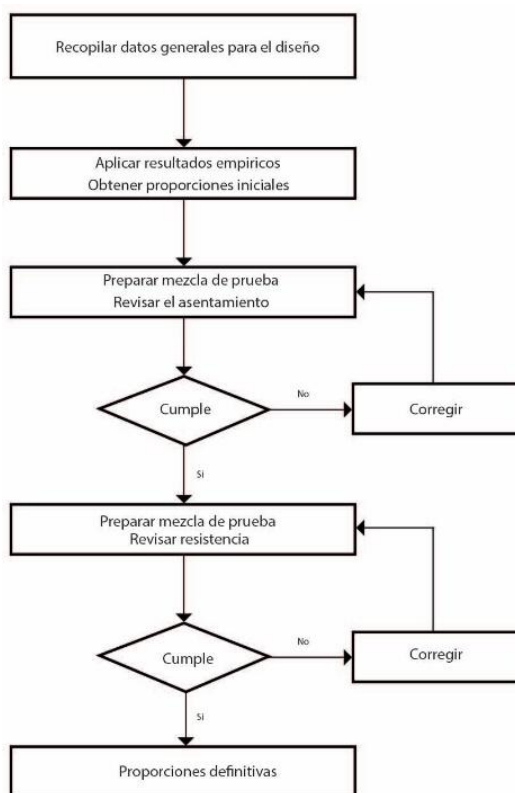 Recopilar datos generales para el diseño
Aplicar resultados empiricos
Obtener proporciones iniciales
Preparar mezcla de prueba
Revisar el asentamiento
Cumple
No
Corregir
Si
Preparar mezcla de prueba
Revisar resistencia
Cumple
No
Corregir
Si
Proporciones definitivas